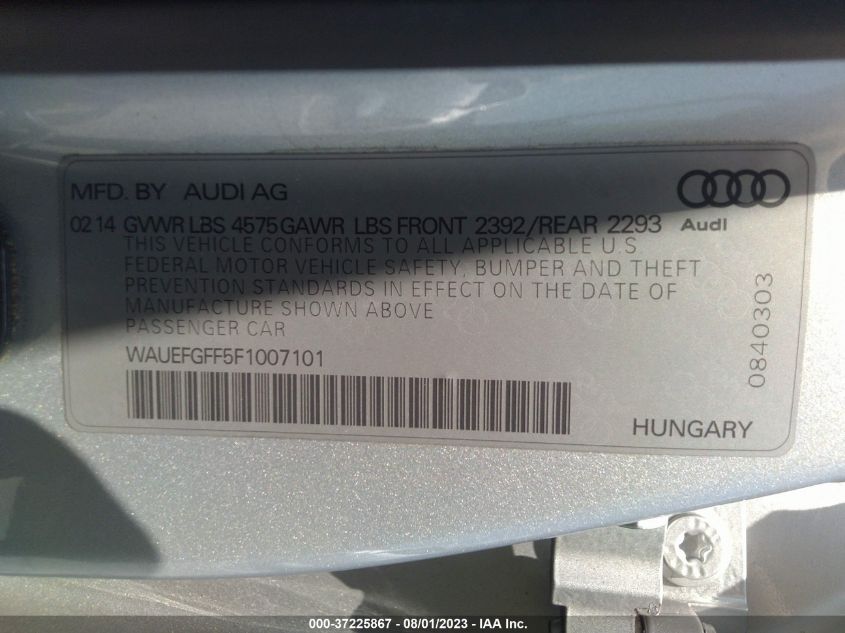 MFD. BY AUDI AG
02 14 GVWR LBS 4575 GAWR LBS FRONT 2392/REAR 2293
Audi
THIS VEHICLE CONFORMS TO ALL APPLICABLE U.S
FEDERAL MOTOR VEHICLE SAFETY, BUMPER AND THEFT
PREVENTION STANDARDS IN EFFECT ON THE DATE OF
MANUFACTURE SHOWN ABOVE
PASSENGER CAR
WAUEFGFF5F1007101
0840303
HUNGARY
000-37225867 - 08/01/2023 - IAA Inc.